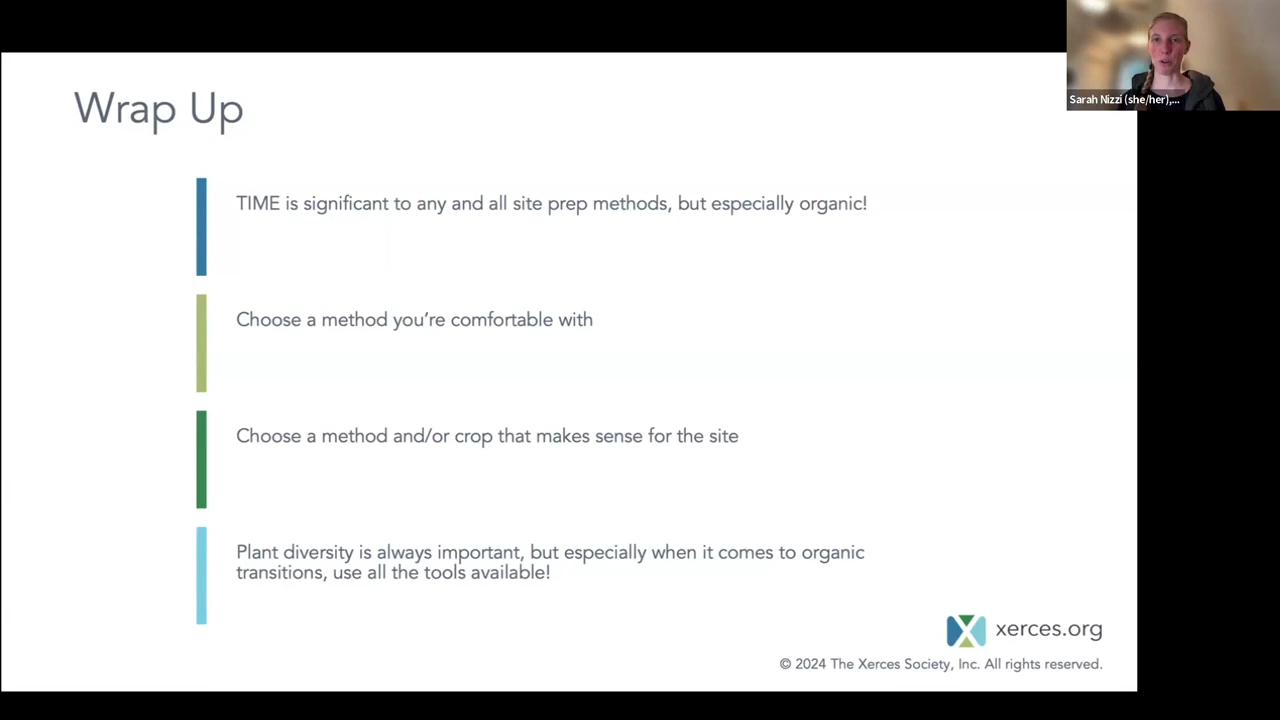 Sarah Nizzi (she/her),...
Wrap Up
TIME is significant to any and all site prep methods, but especially organic!
Choose a method you’re comfortable with
Choose a method and/or crop that makes sense for the site
Plant diversity is always important, but especially when it comes to organic
transitions, use all the tools available!
xerces.org
© 2024 The Xerces Society, Inc. All rights reserved.